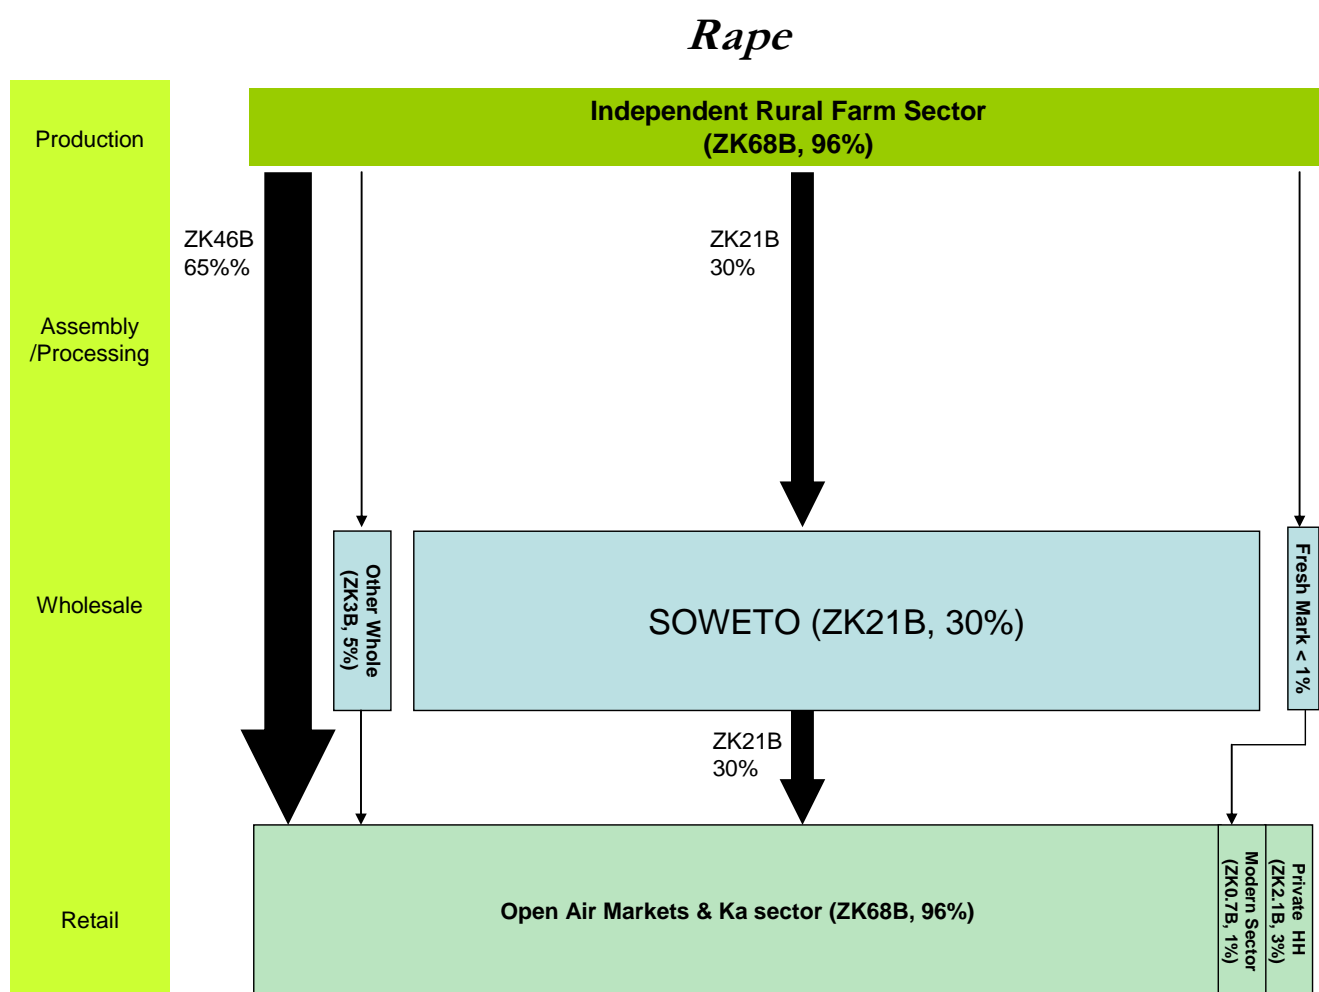 Rape
Production
Independent Rural Farm Sector
(ZK68B, 96%)
ZK46B
65%%
ZK21B
30%
Assembly
/Processing
Wholesale
Other Whole
(ZK3B, 5%)
SOWETO (ZK21B, 30%)
Fresh Mark < 1%
ZK21B
30%
Retail
Open Air Markets & Ka sector (ZK68B, 96%)
Modern Sector
(ZK0.7B, 1%)
Private HH
(ZK2.1B, 3%)